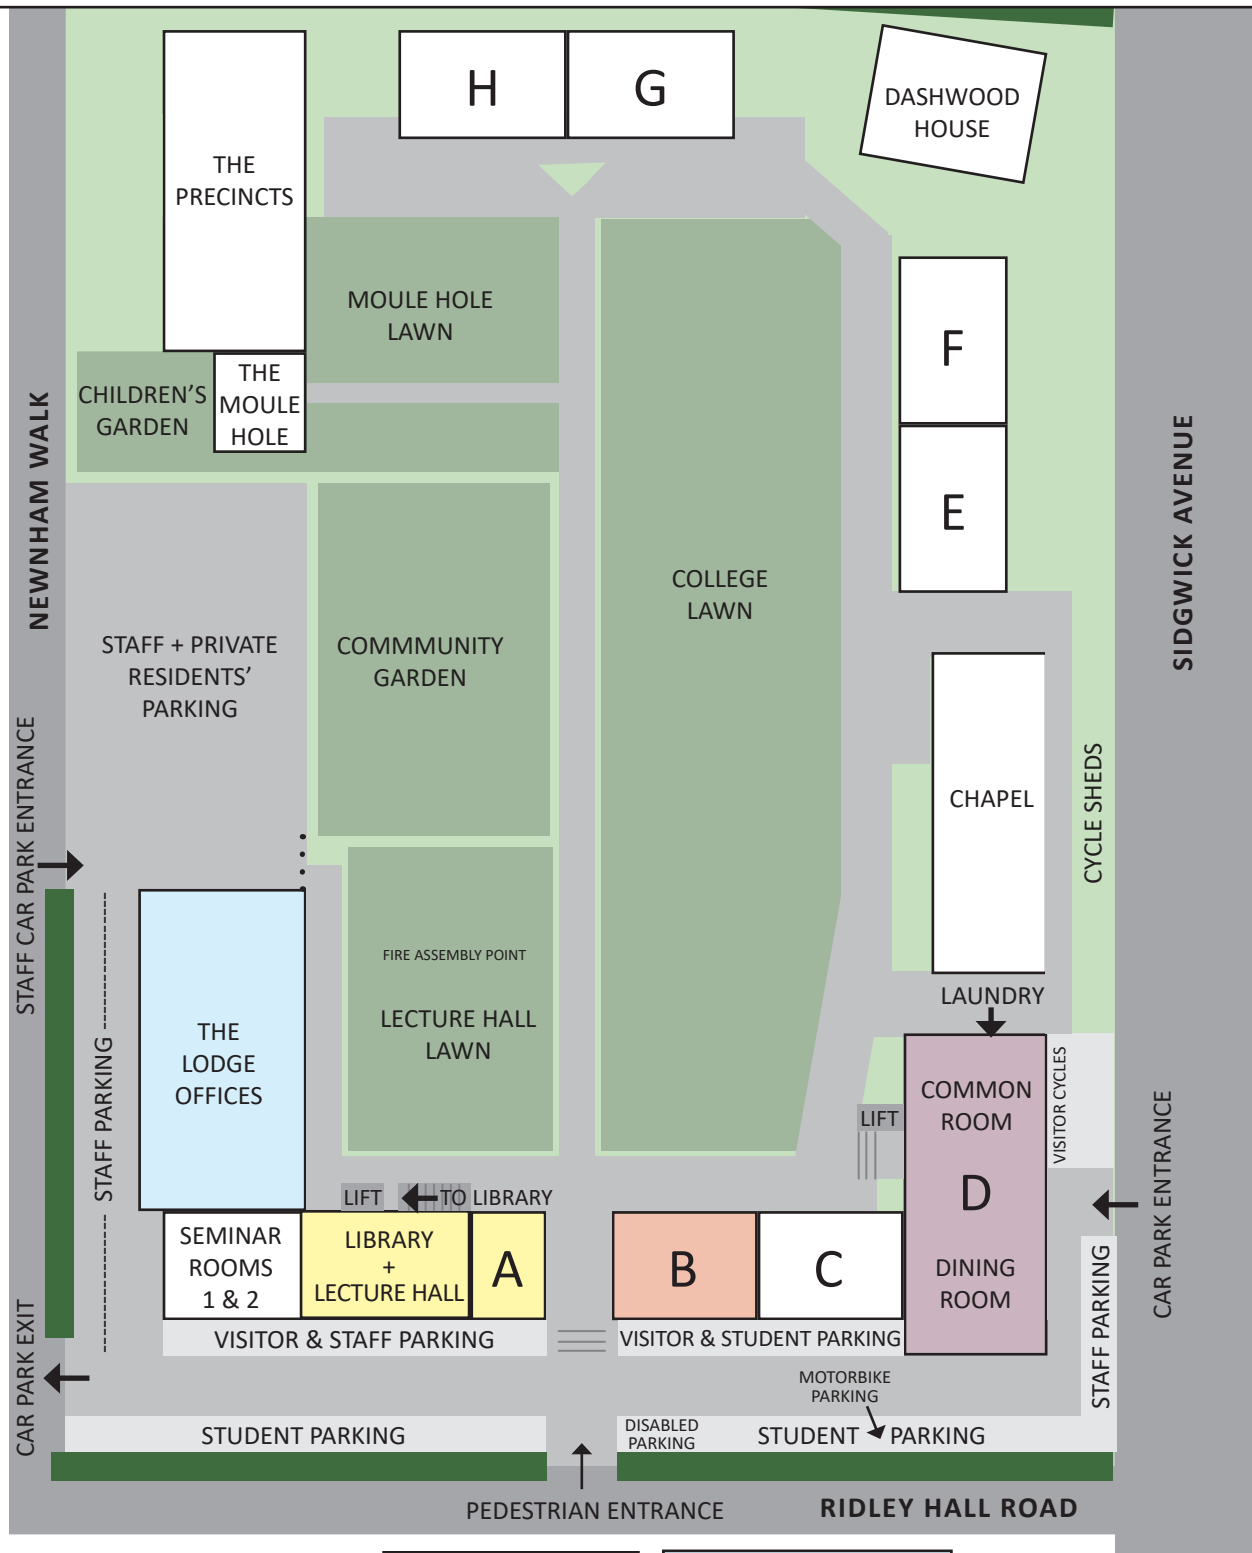 H
G
DASHWOOD
HOUSE
THE
PRECINCTS
MOULE HOLE
LAWN
F
CHILDREN'S
GARDEN
THE
MOULE
HOLE
NEWNHAM WALK
SIDGWICK AVENUE
E
COLLEGE
LAWN
STAFF + PRIVATE
RESIDENTS'
PARKING
COMMMUNITY
GARDEN
CHAPEL
CYCLE SHEDS
STAFF CAR PARK ENTRANCE
FIRE ASSEMBLY POINT
LECTURE HALL
LAWN
LAUNDRY
THE
LODGE
OFFICES
STAFF PARKING
COMMON
ROOM
D
DINING
ROOM
LIFT
VISITOR CYCLES
CAR PARK ENTRANCE
LIFT
TO LIBRARY
SEMINAR
ROOMS
1 & 2
LIBRARY
+
LECTURE HALL
A
B
C
STAFF PARKING
VISITOR & STAFF PARKING
VISITOR & STUDENT PARKING
CAR PARK EXIT
MOTORBIKE
PARKING
STUDENT PARKING
DISABLED
PARKING
STUDENT PARKING
PEDESTRIAN ENTRANCE
RIDLEY HALL ROAD